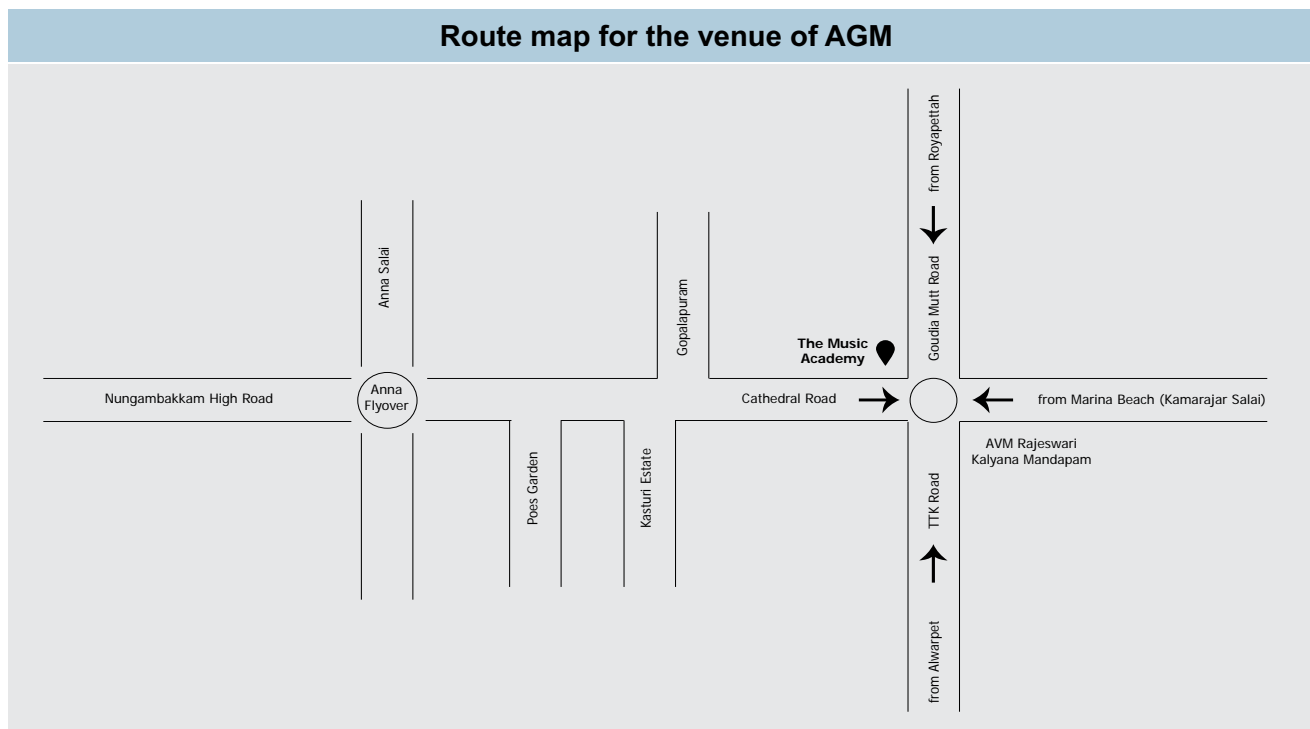 Route map for the venue of AGM
from Royapettah
Anna Salai
Goudia Mutt Road
Gopalapuram
The Music
Academy
Nungambakkam High Road
Anna
Flyover
Cathedral Road
from Marina Beach (Kamarajar Salai)
AVM Rajeswari
Kalyana Mandapam
Poes Garden
Kasturi Estate
TTK Road
from Alwarpet